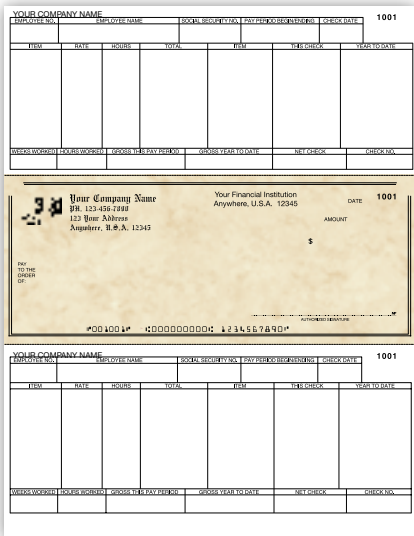 YOUR COMPANY NAME 1001
EMPLOYEE NO. EMPLOYEE NAME SOCIAL SECURITY NO. PAY PERIOD BEGIN/ENDING CHECK DATE
ITEM RATE HOURS TOTAL ITEM THIS CHECK YEAR TO DATE
WEEKS WORKED HOURS WORKED GROSS THIS PAY PERIOD GROSS YEAR TO DATE NET CHECK CHECK NO.
Your Company Name Your Financial Institution DATE 1001
PH. 123-456-7890 Anywhere, U.S.A. 12345
123 Your Address AMOUNT
Anywhere, U.S.A. 12345
$
PAY
TO THE
ORDER
OF:
AUTHORIZED SIGNATURE
⑈001001⑈ ⑆000000000⑆ 1234567890⑈
YOUR COMPANY NAME 1001
EMPLOYEE NO. EMPLOYEE NAME SOCIAL SECURITY NO. PAY PERIOD BEGIN/ENDING CHECK DATE
ITEM RATE HOURS TOTAL ITEM THIS CHECK YEAR TO DATE
WEEKS WORKED HOURS WORKED GROSS THIS PAY PERIOD GROSS YEAR TO DATE NET CHECK CHECK NO.